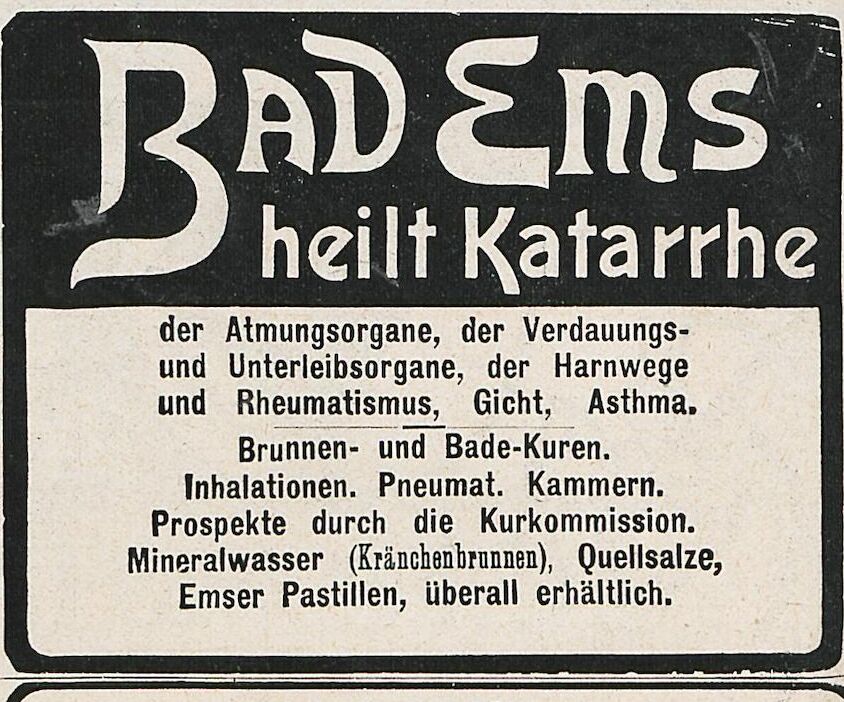 BAD EMS
heilt Katarrhe
der Atmungsorgane, der Verdauungs-
und Unterleibsorgane, der Harnwege
und Rheumatismus, Gicht, Asthma.
Brunnen- und Bade-Kuren.
Inhalationen. Pneumat. Kammern.
Prospekte durch die Kurkommission.
Mineralwasser (Kränchenbrunnen), Quellsalze,
Emser Pastillen, überall erhältlich.